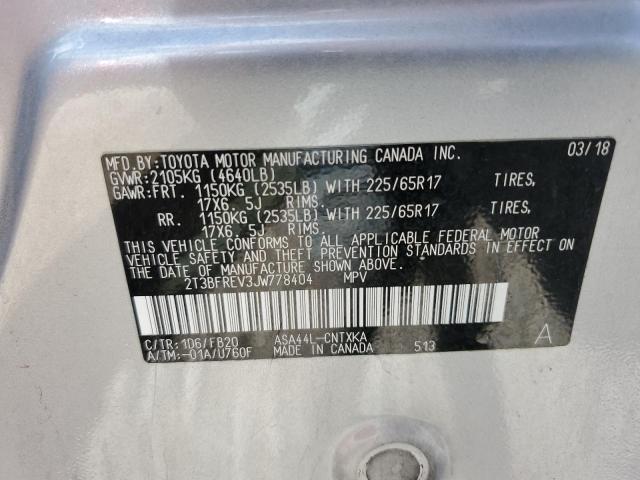 MFD.BY:TOYOTA MOTOR MANUFACTURING CANADA INC. 03/18
GVWR:2105KG (4640LB)
GAWR:FRT. 1150KG (2535LB) WITH 225/65R17 TIRES,
17X6. 5J RIMS.
RR. 1150KG (2535LB) WITH 225/65R17 TIRES,
17X6. 5J RIMS.
THIS VEHICLE CONFORMS TO ALL APPLICABLE FEDERAL MOTOR
VEHICLE SAFETY AND THEFT PREVENTION STANDARDS IN EFFECT ON
THE DATE OF MANUFACTURE SHOWN ABOVE.
2T3BFREV3JW778404 MPV
C/TR:1D6/FB20 ASA44L-CNTXKA A
A/TM:-01A/U760F MADE IN CANADA 513